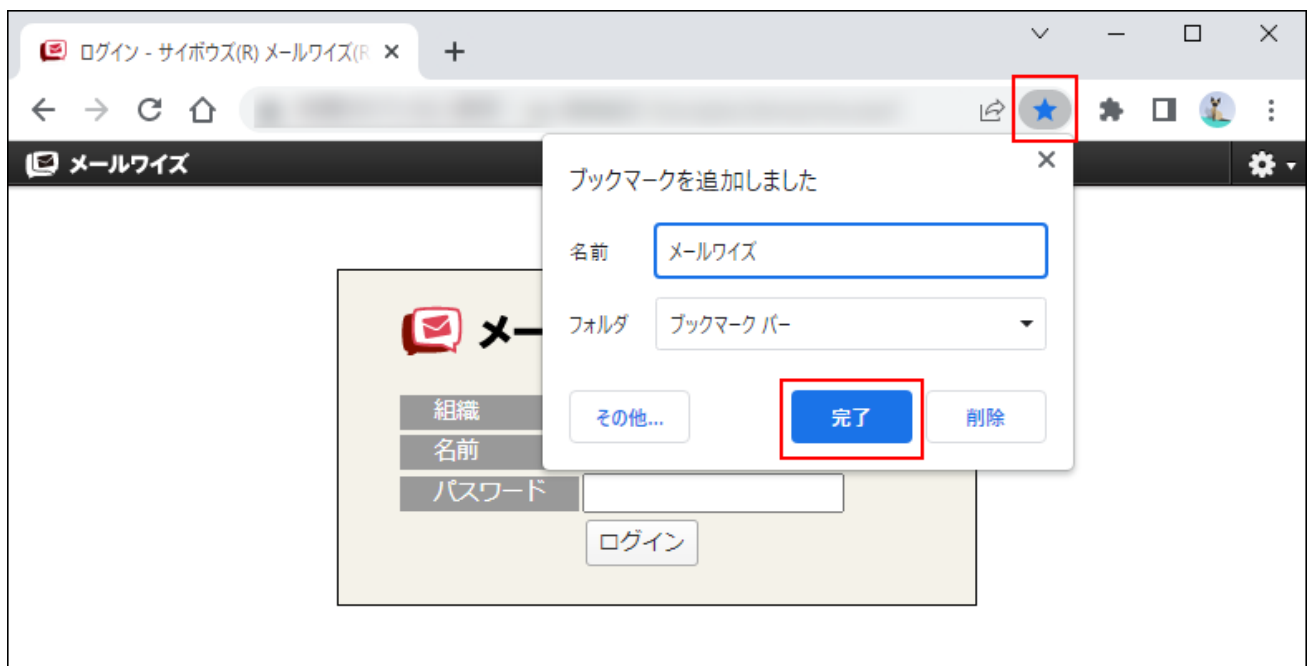 ログイン - サイボウズ(R) メールワイズ(R
メールワイズ
ブックマークを追加しました
名前 メールワイズ
フォルダ ブックマーク バー
その他... 完了 削除
メー
組織
名前
パスワード
ログイン